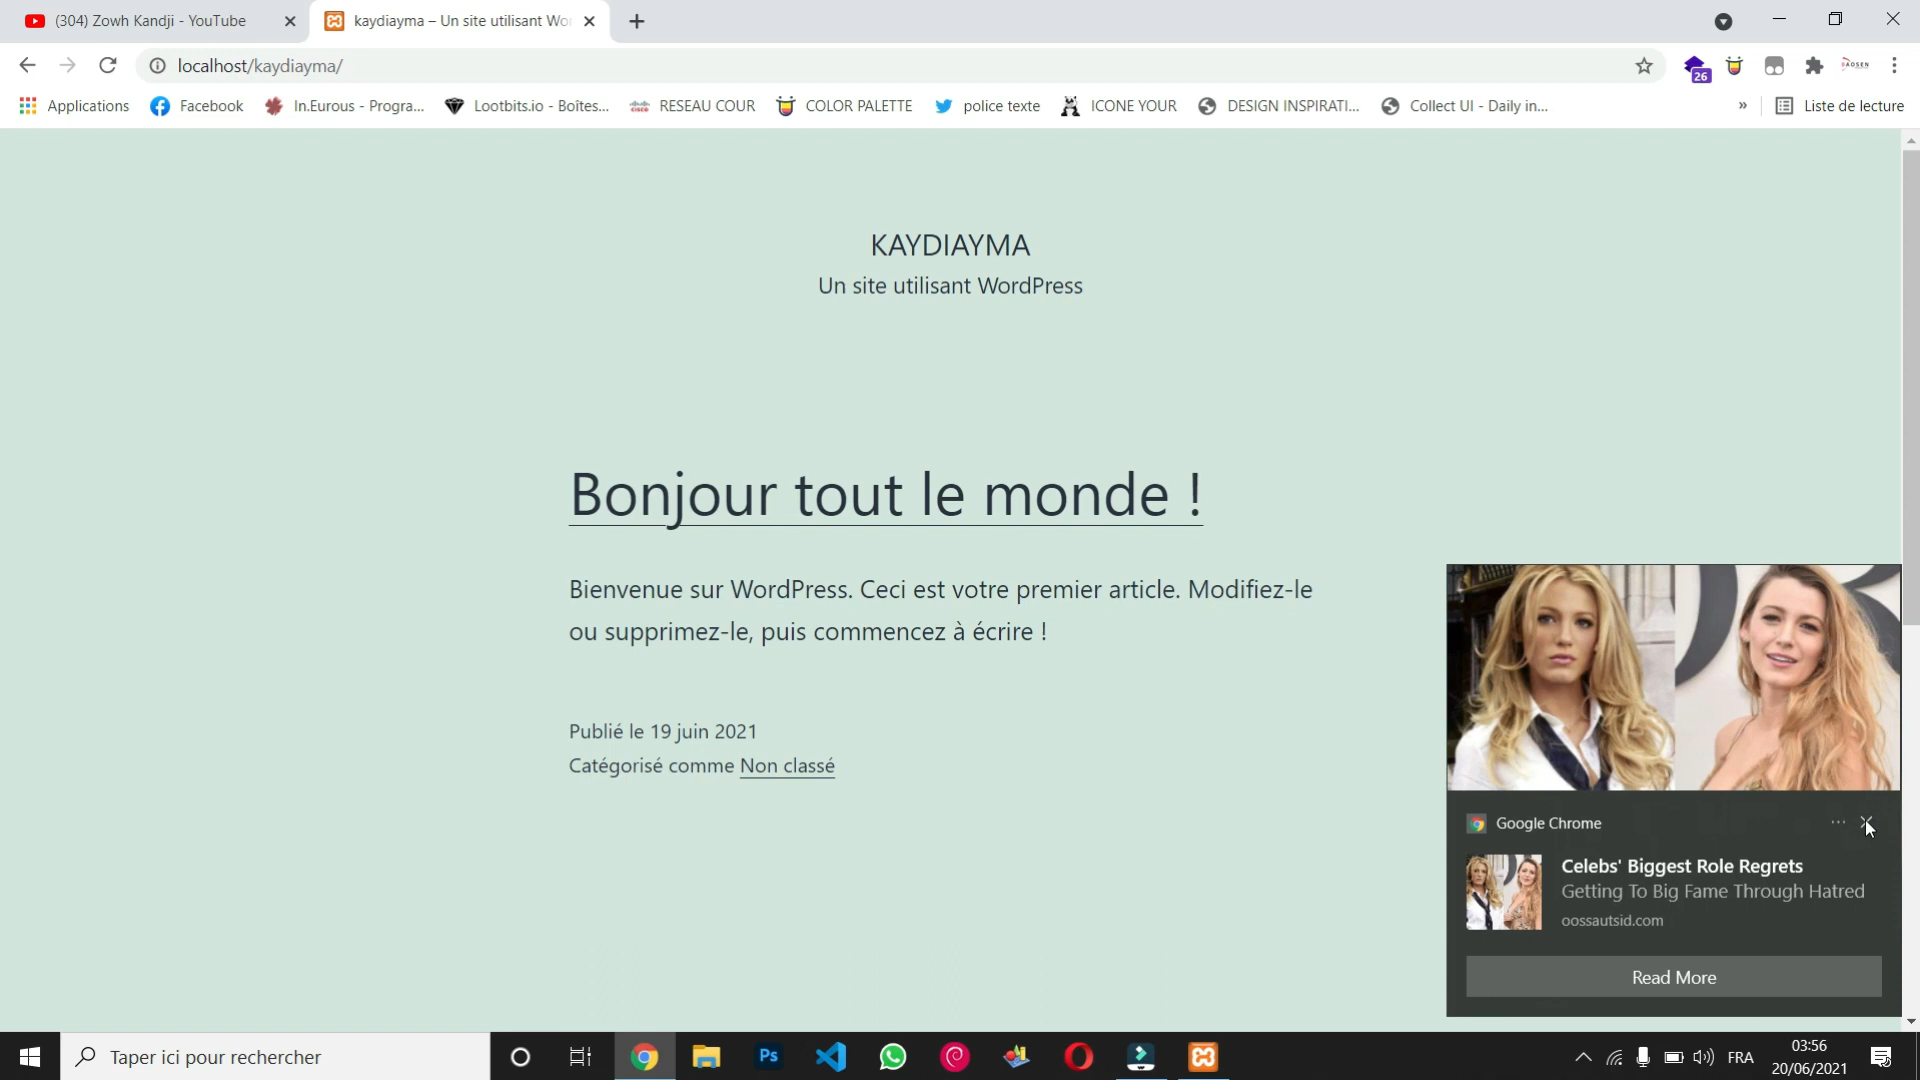 (304) Zowh Kandji - YouTube
kaydiayma – Un site utilisant Wor
localhost/kaydiayma/
26
Applications
Facebook
In.Eurous - Progra...
Lootbits.io - Boîtes...
RESEAU COUR
COLOR PALETTE
police texte
ICONE YOUR
DESIGN INSPIRATI...
Collect UI - Daily in...
»
Liste de lecture
KAYDIAYMA
Un site utilisant WordPress
Bonjour tout le monde !
Bienvenue sur WordPress. Ceci est votre premier article. Modifiez-le
ou supprimez-le, puis commencez à écrire !
Publié le 19 juin 2021
Catégorisé comme Non classé
Google Chrome
Celebs' Biggest Role Regrets
Getting To Big Fame Through Hatred
oossautsid.com
Read More
Taper ici pour rechercher
Ps
FRA
03:56
20/06/2021